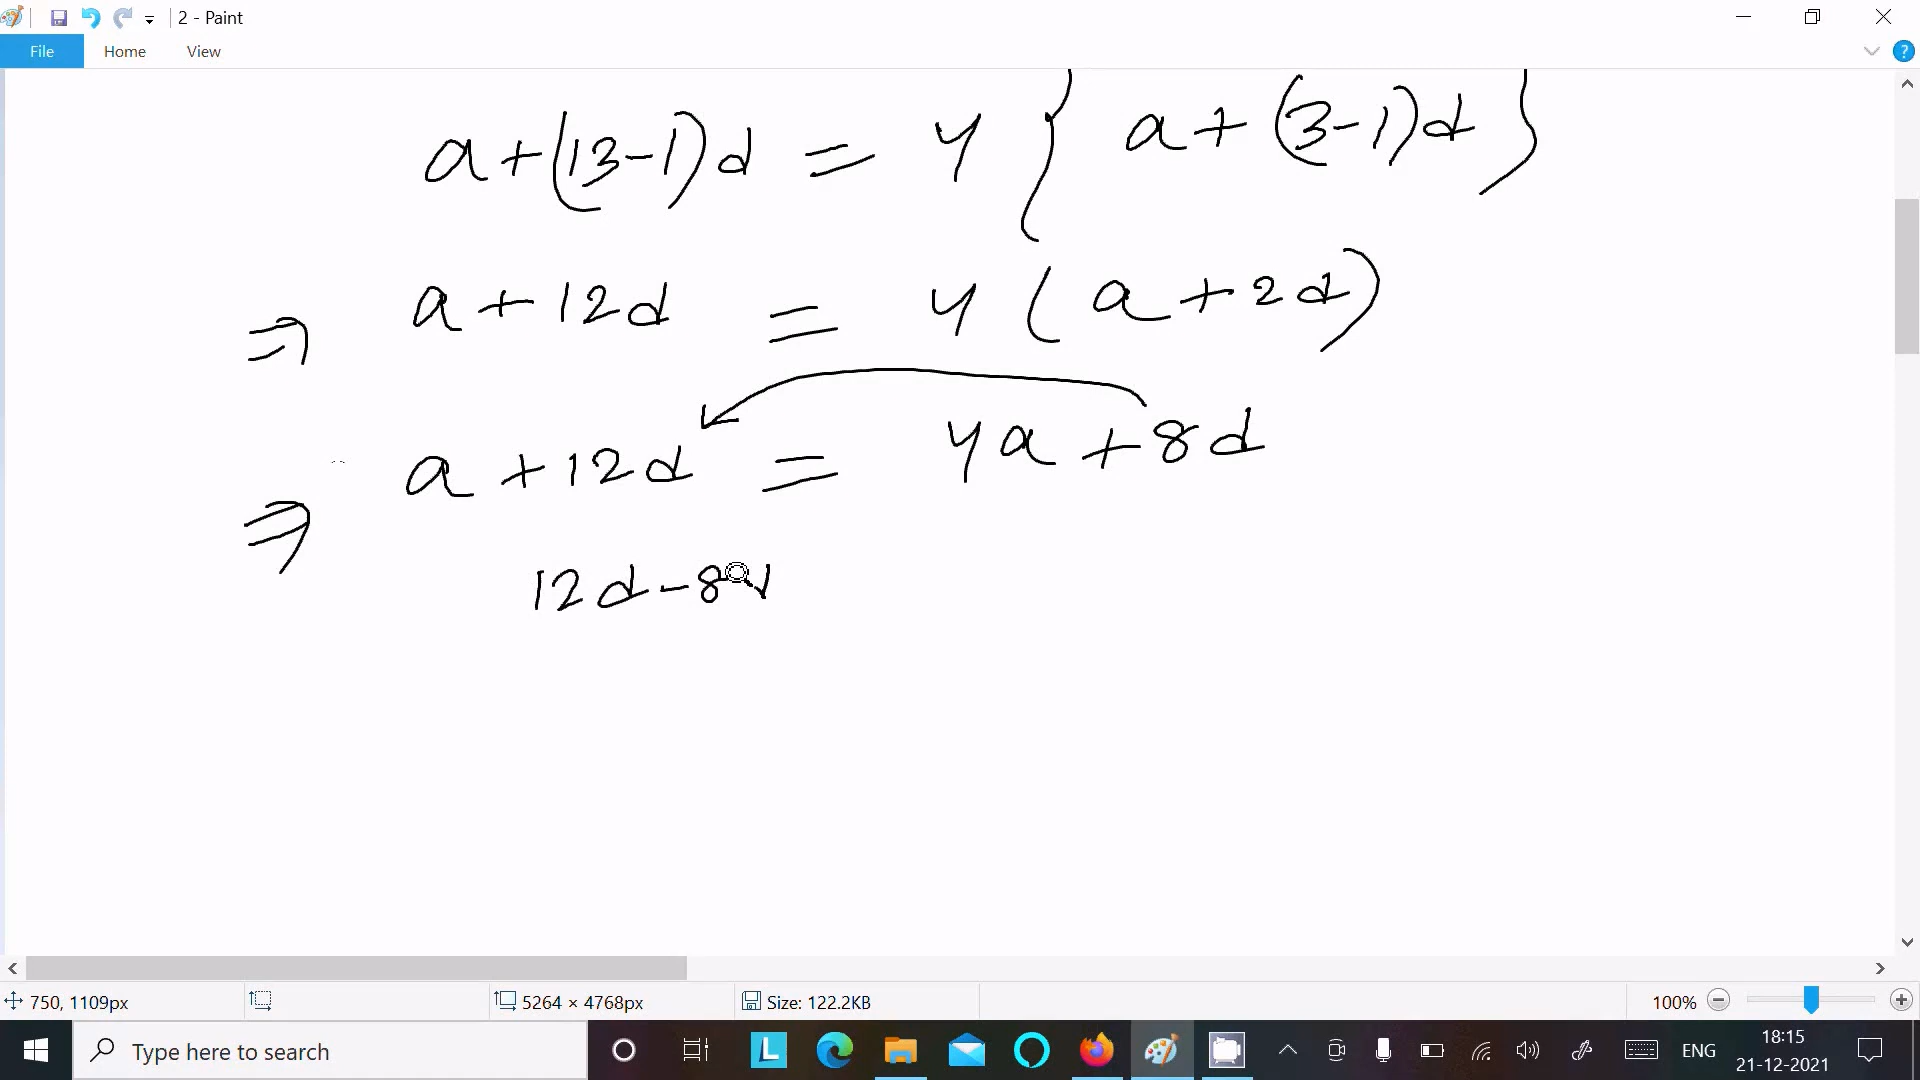 2 - Paint
File Home View
a+(13-1)d = 4 { a+(3-1)d }
⇒ a+12d = 4(a+2d)
⇒ a+12d = 4a+8d
12d-8d
750, 1109px 5264 × 4768px Size: 122.2KB 100%
Type here to search L ENG 18:15
21-12-2021